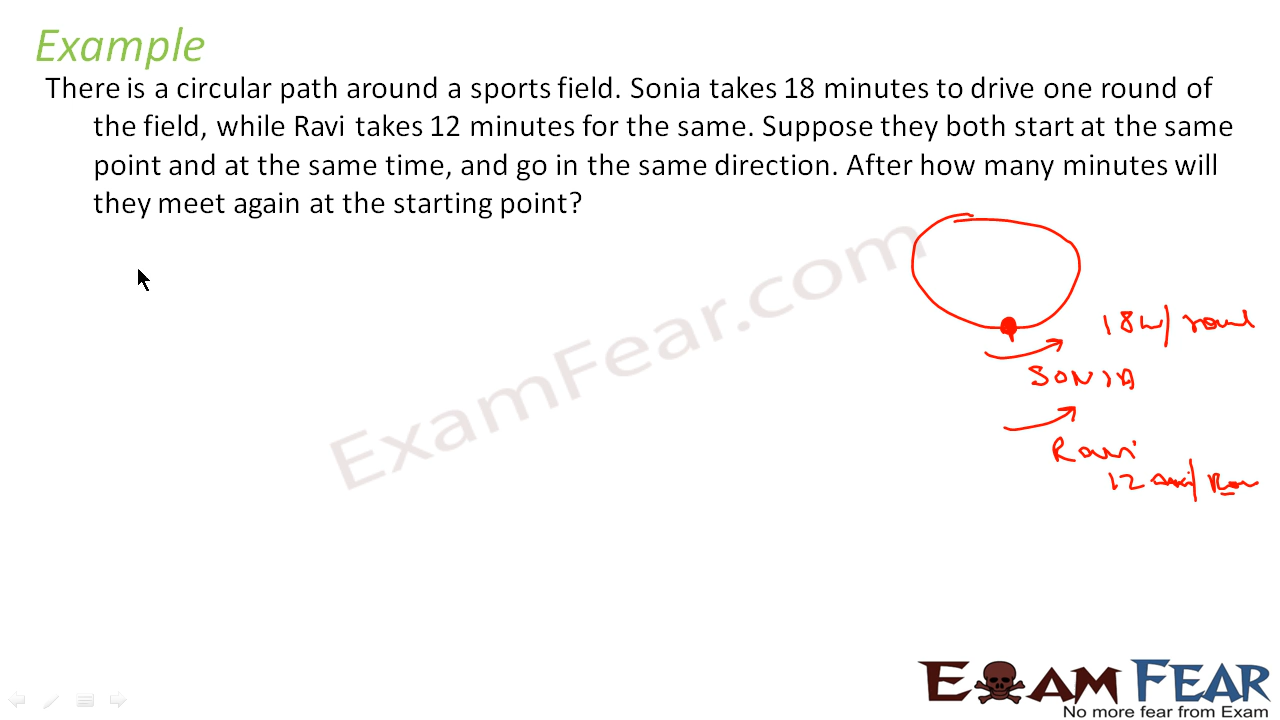 Example
There is a circular path around a sports field. Sonia takes 18 minutes to drive one round of
the field, while Ravi takes 12 minutes for the same. Suppose they both start at the same
point and at the same time, and go in the same direction. After how many minutes will
they meet again at the starting point?
ExamFear.com
18
SONIA
Ravi
12
EXAM FEAR
No more fear from Exam